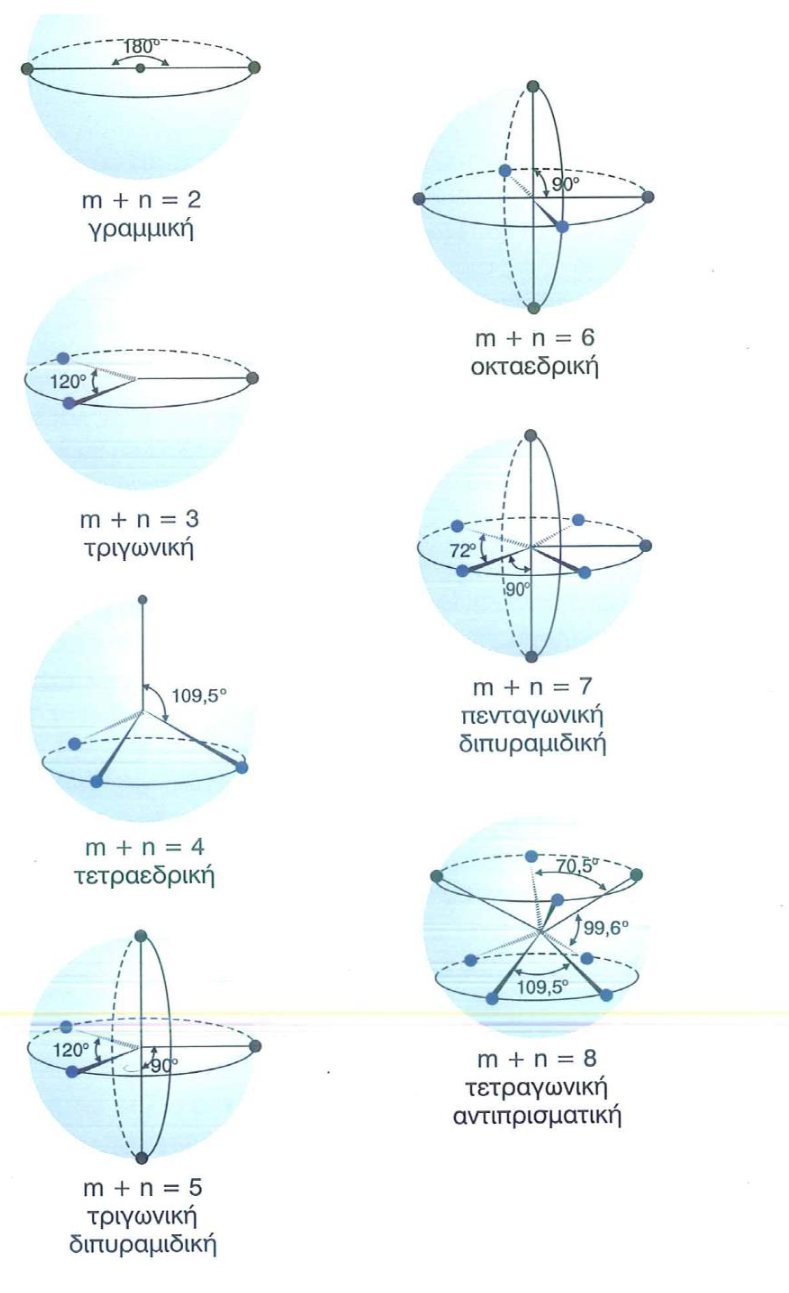 180°
m + n = 2
γραμμική
120°
m + n = 3
τριγωνική
109,5°
m + n = 4
τετραεδρική
120°
90°
m + n = 5
τριγωνική
διπυραμιδική
90°
m + n = 6
οκταεδρική
72°
90°
m + n = 7
πενταγωνική
διπυραμιδική
70,5°
99,6°
109,5°
m + n = 8
τετραγωνική
αντιπρισματική